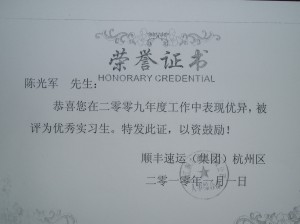 荣誉证书
HONORARY CREDENTIAL
陈光军 先生：
恭喜您在二零零九年度工作中表现优异，被
评为优秀实习生。特发此证，以资鼓励！
顺丰速运（集团）杭州区
二零一零年一月一日